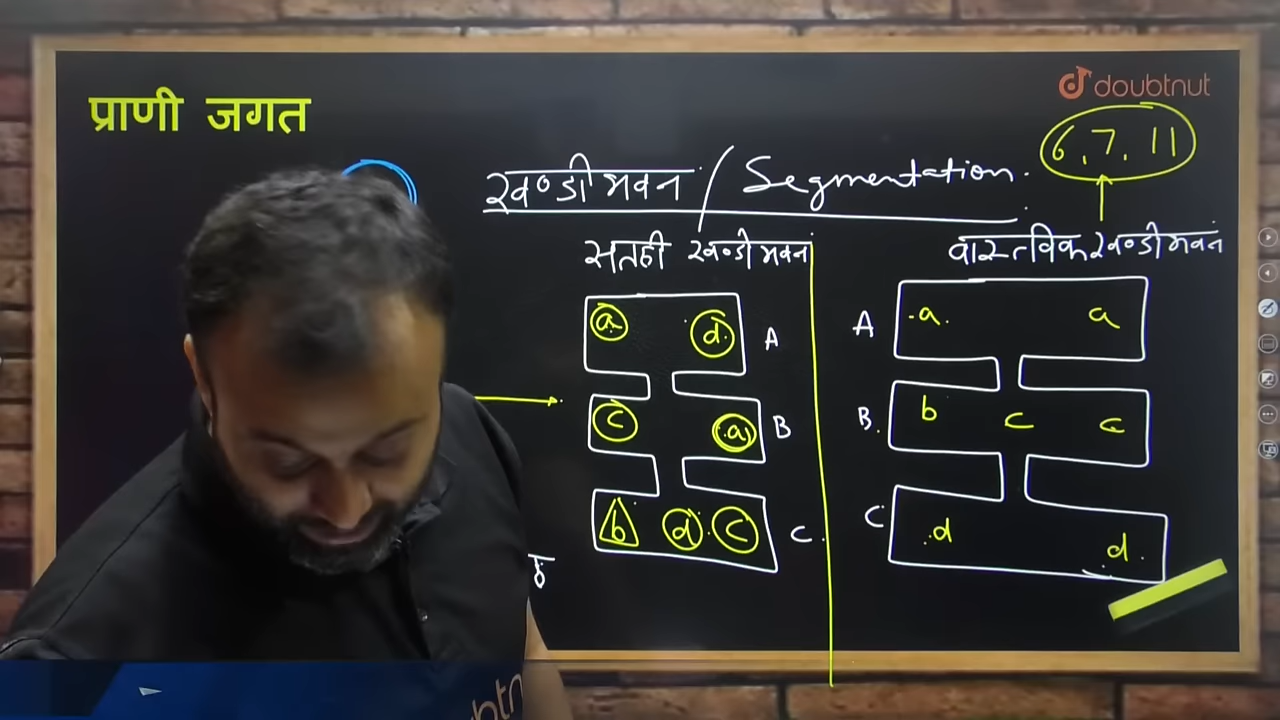 प्राणी जगत
doubtnut
6, 7, 11
खण्डीभवन / Segmentation
सतही खण्डीभवन
वास्तविक खण्डीभवन
a d A
c a B
b d c C
A a a
B b c c
C d d
ठ